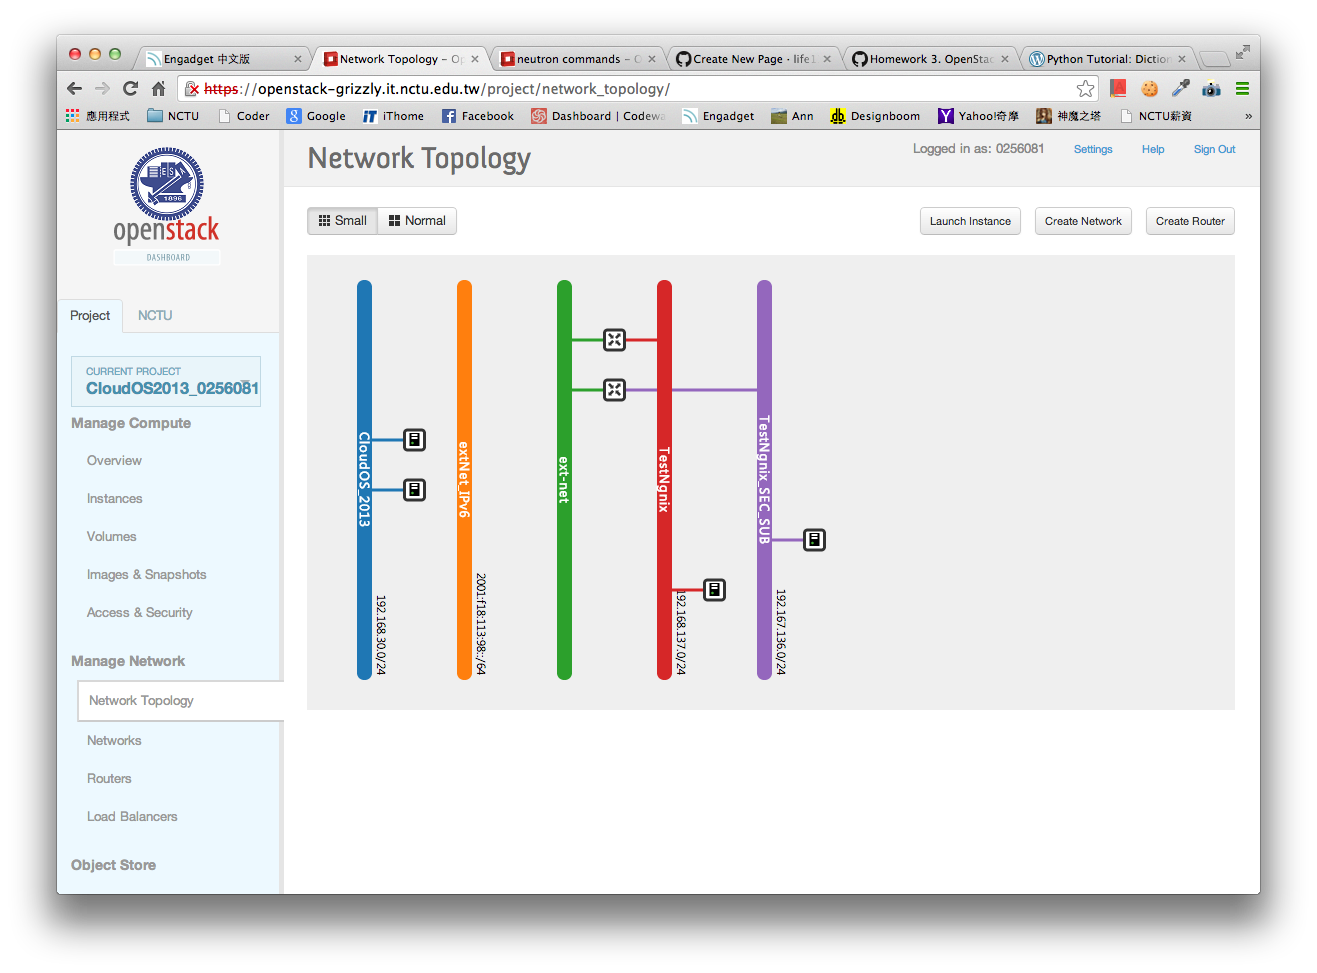 Engadget 中文版
Network Topology – Op
neutron commands – O
Create New Page · life1
Homework 3. OpenStac
Python Tutorial: Diction
https://openstack-grizzly.it.nctu.edu.tw/project/network_topology/
應用程式
NCTU
Coder
Google
iThome
Facebook
Dashboard | Codewa
Engadget
Ann
Designboom
Yahoo!奇摩
神魔之塔
NCTU薪資
»
ES
1896
openstack
DASHBOARD
Network Topology
Logged in as: 0256081
Settings
Help
Sign Out
Small
Normal
Launch Instance
Create Network
Create Router
Project
NCTU
CURRENT PROJECT
CloudOS2013_0256081
Manage Compute
Overview
Instances
Volumes
Images & Snapshots
Access & Security
Manage Network
Network Topology
Networks
Routers
Load Balancers
Object Store
CloudOS_2013
192.168.30.0/24
extNet_IPv6
2001:f18:113:98::/64
ext-net
TestNgnix
192.168.137.0/24
TestNgnix_SEC_SUB
192.167.136.0/24